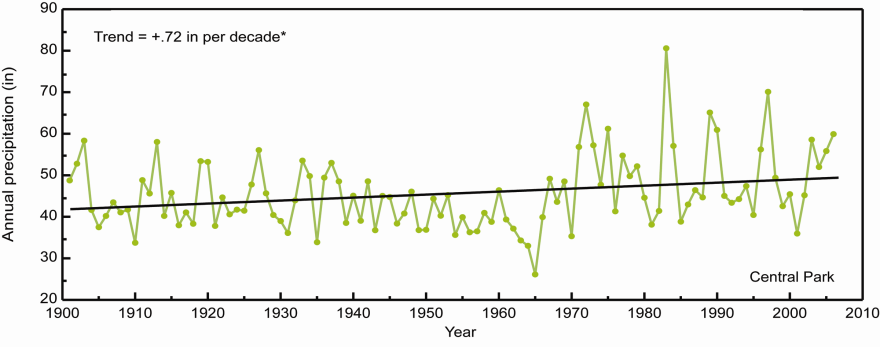 90
Trend = +.72 in per decade*
80
70
60
50
40
30
20
Annual precipitation (in)
Central Park
1900 1910 1920 1930 1940 1950 1960 1970 1980 1990 2000 2010
Year